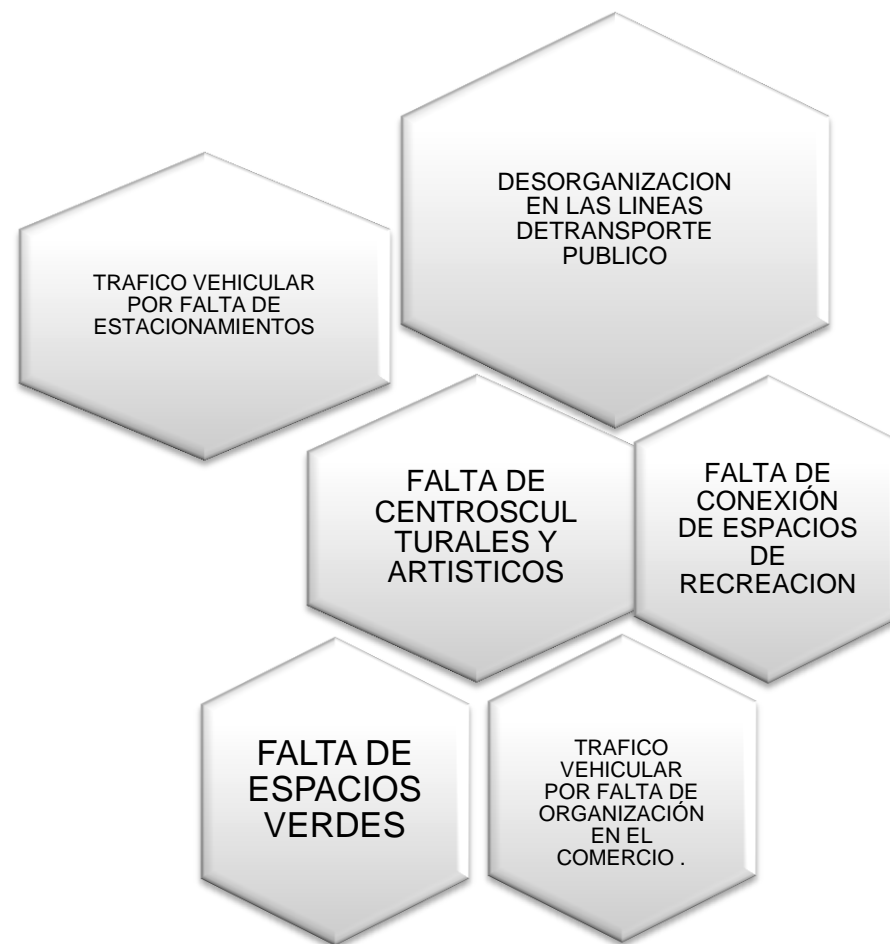 DESORGANIZACION
EN LAS LINEAS
DETRANSPORTE
PUBLICO
TRAFICO VEHICULAR
POR FALTA DE
ESTACIONAMIENTOS
FALTA DE
CENTROSCUL
TURALES Y
ARTISTICOS
FALTA DE
CONEXIÓN
DE ESPACIOS
DE
RECREACION
FALTA DE
ESPACIOS
VERDES
TRAFICO
VEHICULAR
POR FALTA DE
ORGANIZACIÓN
EN EL
COMERCIO .